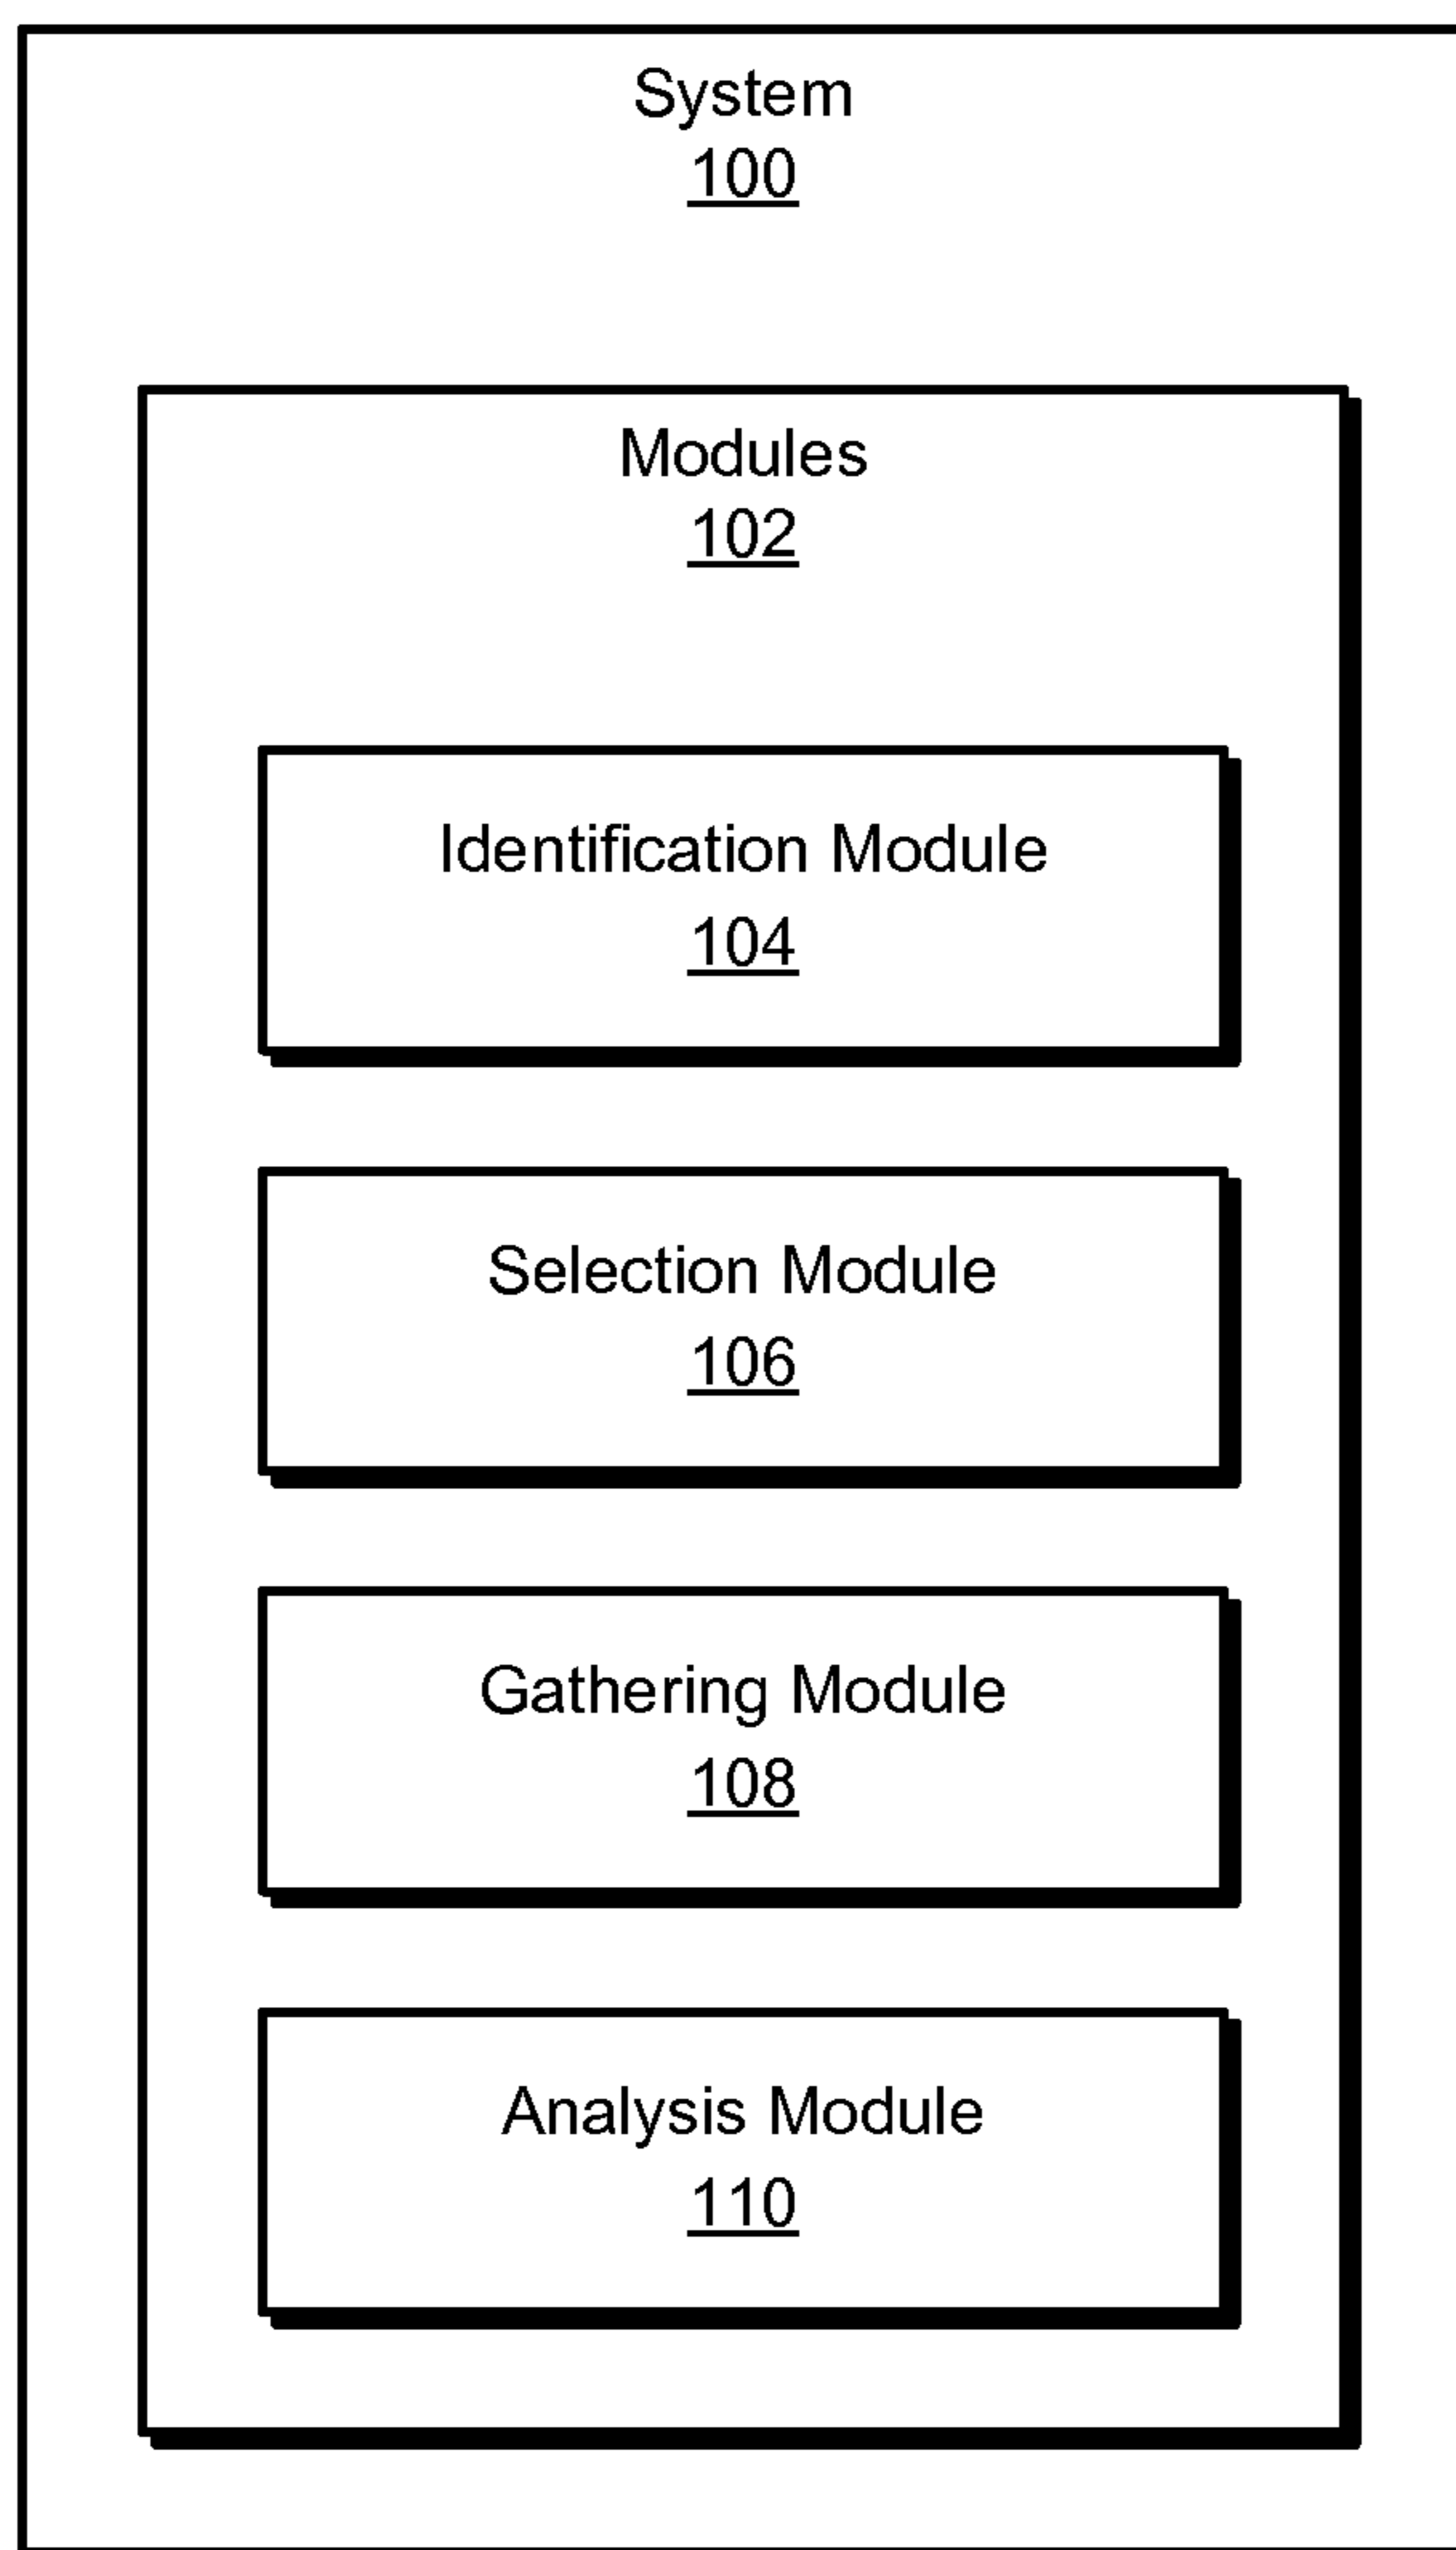 System
100
Modules
102
Identification Module
104
Selection Module
106
Gathering Module
108
Analysis Module
110